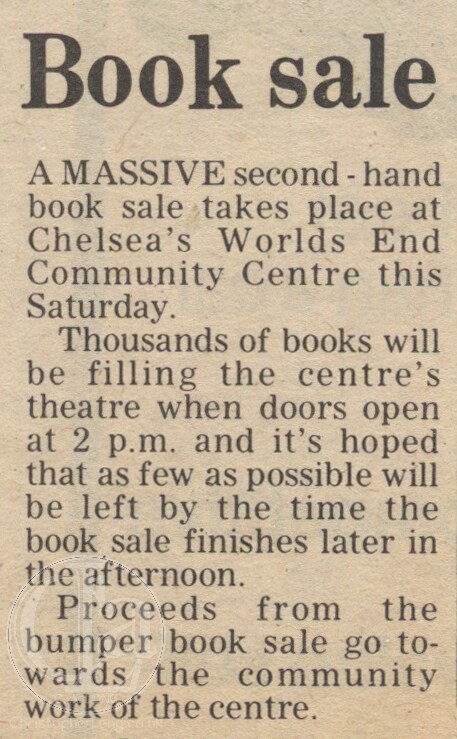 Book sale
A MASSIVE second - hand
book sale takes place at
Chelsea's Worlds End
Community Centre this
Saturday.
Thousands of books will
be filling the centre's
theatre when doors open
at 2 p.m. and it's hoped
that as few as possible will
be left by the time the
book sale finishes later in
the afternoon.
Proceeds from the
bumper book sale go to-
wards the community
work of the centre.